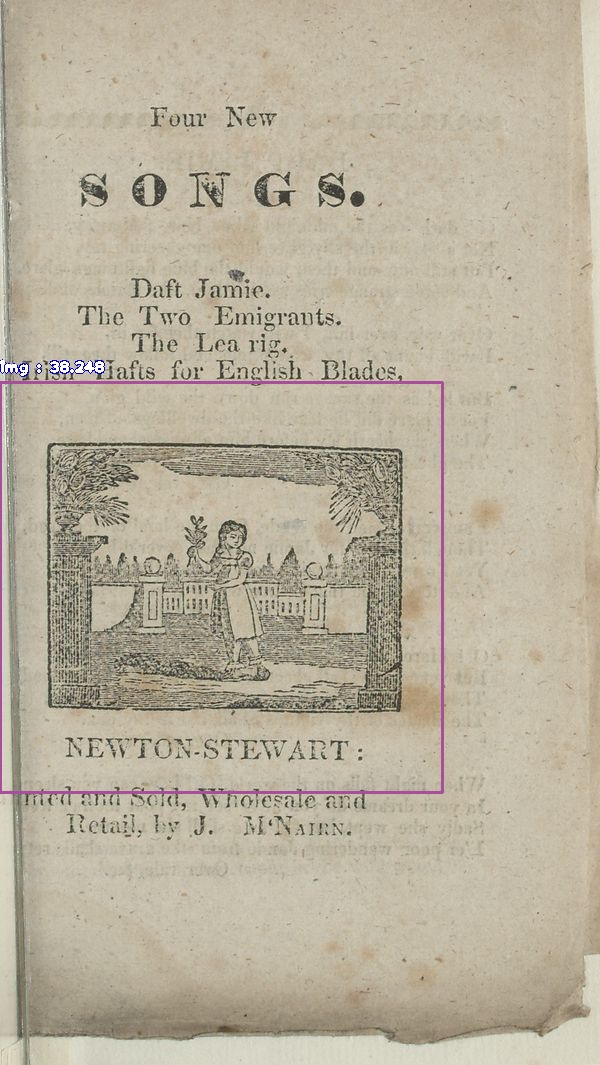 Four New
SONGS.
Daft Jamie.
The Two Emigrants.
The Lea rig.
img : 38.248
Irish Hafts for English Blades,
NEWTON-STEWART :
nted and Sold, Wholesale and
Retail, by J. M'NAIRN.